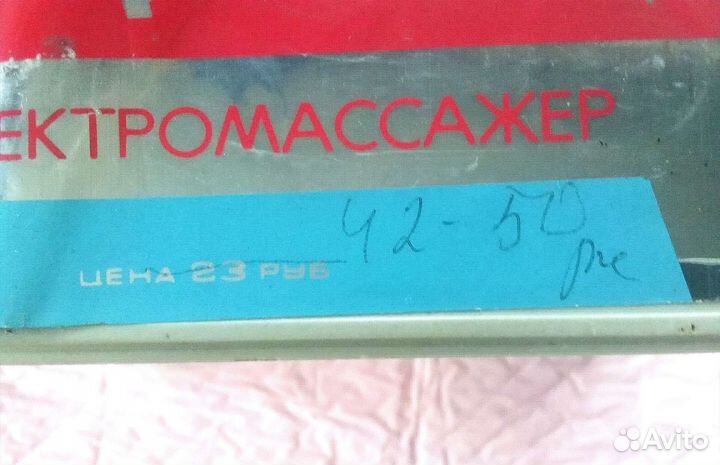 ЕКТРОМАССАЖЕР
42-50
ЦЕНА 23 РУБ
Avito